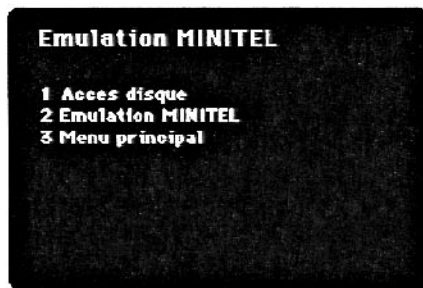 Emulation MINITEL
1 Acces disque
2 Emulation MINITEL
3 Menu principal